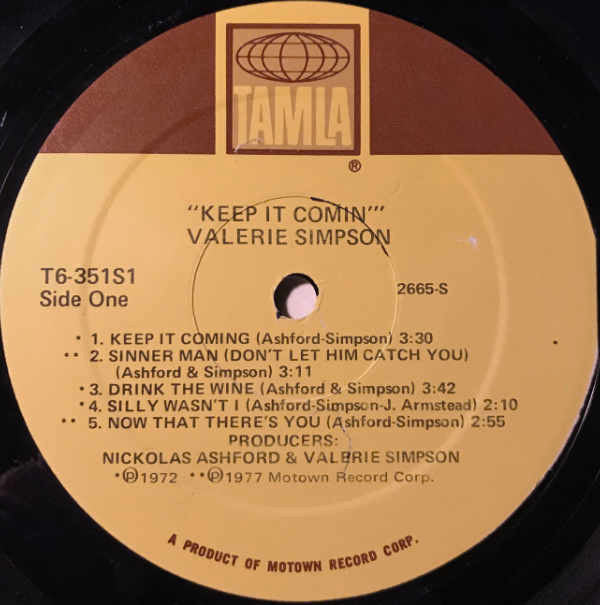 TAMLA
®
"KEEP IT COMIN'"
VALERIE SIMPSON
T6-351S1
Side One
2665-S
* 1. KEEP IT COMING (Ashford-Simpson) 3:30
** 2. SINNER MAN (DON'T LET HIM CATCH YOU)
(Ashford & Simpson) 3:11
* 3. DRINK THE WINE (Ashford & Simpson) 3:42
* 4. SILLY WASN'T I (Ashford-Simpson-J. Armstead) 2:10
** 5. NOW THAT THERE'S YOU (Ashford-Simpson) 2:55
PRODUCERS:
NICKOLAS ASHFORD & VALERIE SIMPSON
*℗1972 **℗1977 Motown Record Corp.
A PRODUCT OF MOTOWN RECORD CORP.